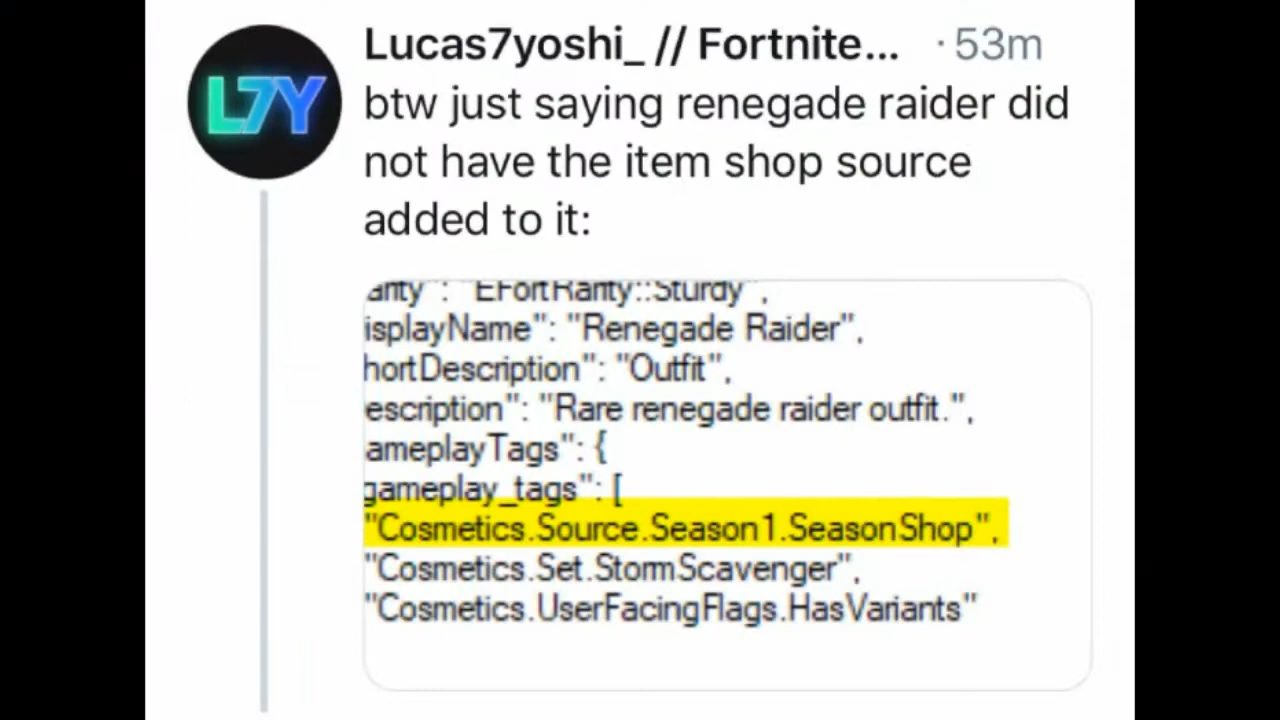 L7Y
Lucas7yoshi_ // Fortnite... · 53m
btw just saying renegade raider did
not have the item shop source
added to it:
arity": "EFortRarity::Sturdy",
isplayName": "Renegade Raider",
hortDescription": "Outfit",
escription": "Rare renegade raider outfit.",
ameplayTags": {
gameplay_tags": [
"Cosmetics.Source.Season1.SeasonShop",
"Cosmetics.Set.StormScavenger",
"Cosmetics.UserFacingFlags.HasVariants"